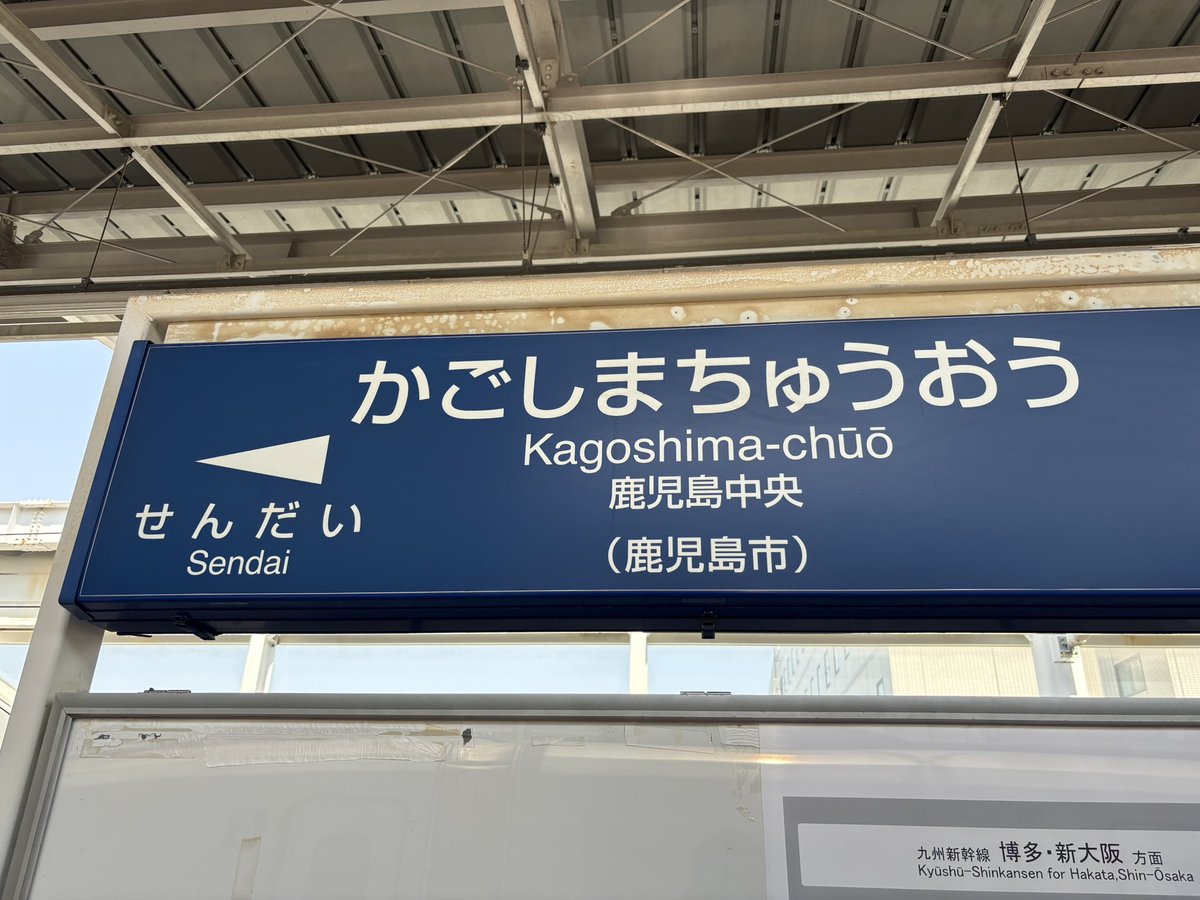 かごしまちゅうおう
Kagoshima-chūō
鹿児島中央
(鹿児島市)
せんだい
Sendai
九州新幹線 博多・新大阪 方面
Kyūshū-Shinkansen for Hakata,Shin-Ōsaka